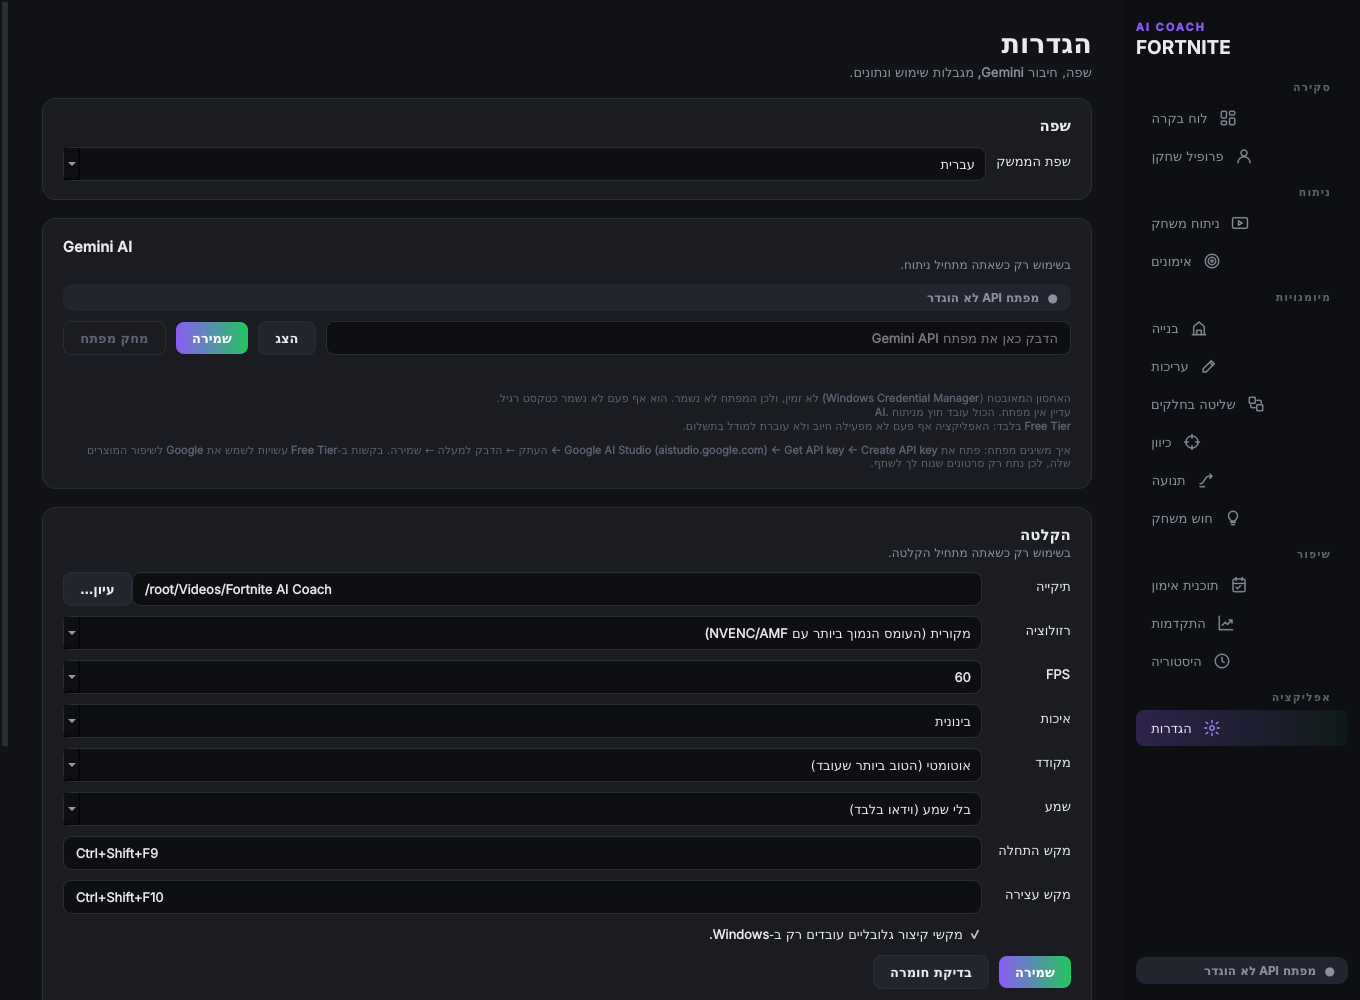 AI COACH
FORTNITE
סקירה
לוח בקרה
פרופיל שחקן
ניתוח
ניתוח משחק
אימונים
מיומנויות
בנייה
עריכות
שליטה בחלקים
כיוון
תנועה
חוש משחק
שיפור
תוכנית אימון
התקדמות
היסטוריה
אפליקציה
הגדרות
מפתח API לא הוגדר
הגדרות
שפה, חיבור Gemini, מגבלות שימוש ונתונים.
שפה
שפת הממשק
עברית
Gemini AI
בשימוש רק כשאתה מתחיל ניתוח.
מפתח API לא הוגדר
הדבק כאן את מפתח Gemini API
הצג
שמירה
מחק מפתח
האחסון המאובטח (Windows Credential Manager) לא זמין, ולכן המפתח לא נשמר. הוא אף פעם לא נשמר כטקסט רגיל.
עדיין אין מפתח. הכול עובד חוץ מניתוח AI.
Free Tier בלבד: האפליקציה אף פעם לא מפעילה חיוב ולא עוברת למודל בתשלום.
איך משיגים מפתח: פתח את Google AI Studio (aistudio.google.com) ← Get API key ← Create API key ← העתק ← הדבק למעלה ← שמירה. בקשות ב-Free Tier עשויות לשמש את Google לשיפור המוצרים
שלה, לכן נתח רק סרטונים שנוח לך לשתף.
הקלטה
בשימוש רק כשאתה מתחיל הקלטה.
תיקייה
/root/Videos/Fortnite AI Coach
עיון...
רזולוציה
מקורית (העומס הנמוך ביותר עם NVENC/AMF)
FPS
60
איכות
בינונית
מקודד
אוטומטי (הטוב ביותר שעובד)
שמע
בלי שמע (וידאו בלבד)
מקש התחלה
Ctrl+Shift+F9
מקש עצירה
Ctrl+Shift+F10
✓ מקשי קיצור גלובליים עובדים רק ב-Windows.
שמירה
בדיקת חומרה